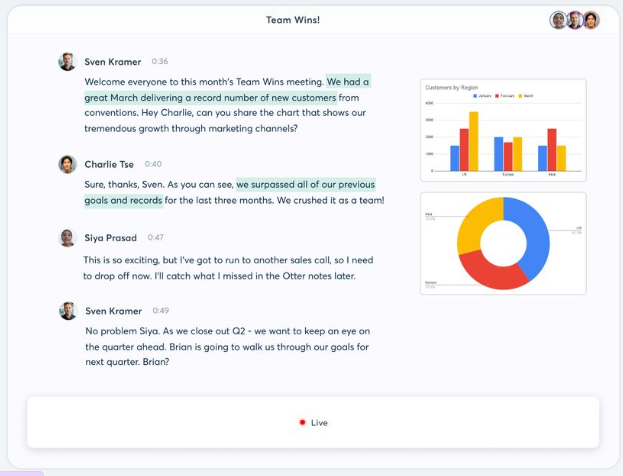 Team Wins!
Sven Kramer 0:36
Welcome everyone to this month's Team Wins meeting. We had a
great March delivering a record number of new customers from
conventions. Hey Charlie, can you share the chart that shows our
tremendous growth through marketing channels?
Charlie Tse 0:40
Sure, thanks, Sven. As you can see, we surpassed all of our previous
goals and records for the last three months. We crushed it as a team!
Siya Prasad 0:47
This is so exciting, but I've got to run to another sales call, so I need
to drop off now. I'll catch what I missed in the Otter notes later.
Sven Kramer 0:49
No problem Siya. As we close out Q2 - we want to keep an eye on
the quarter ahead. Brian is going to walk us through our goals for
next quarter. Brian?
Customers by Region
January February March
4000
3000
2000
1000
0
US Europe Asia
Asia
US
Europe
Live